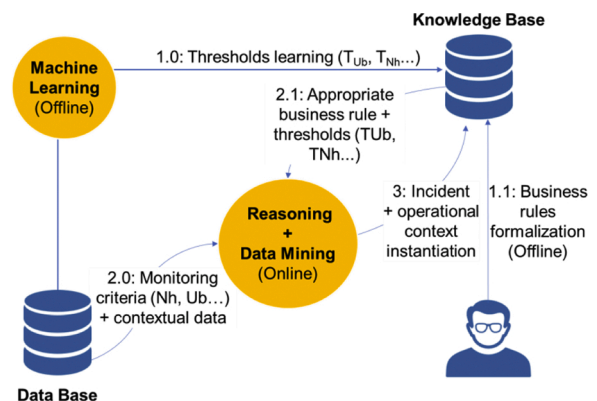 Knowledge Base
1.0: Thresholds learning (TUb, TNh...)
Machine
Learning
(Offline)
2.1: Appropriate
business rule +
thresholds (TUb,
TNh...)
Reasoning
+
Data Mining
(Online)
3: Incident
+ operational
context
instantiation
1.1: Business
rules
formalization
(Offline)
2.0: Monitoring
criteria (Nh, Ub...)
+ contextual data
Data Base